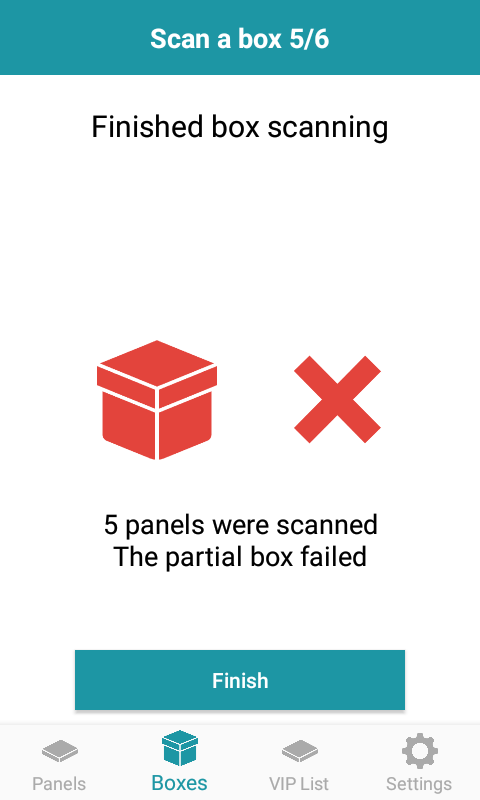 Scan a box 5/6
Finished box scanning
5 panels were scanned
The partial box failed
Finish
Panels
Boxes
VIP List
Settings